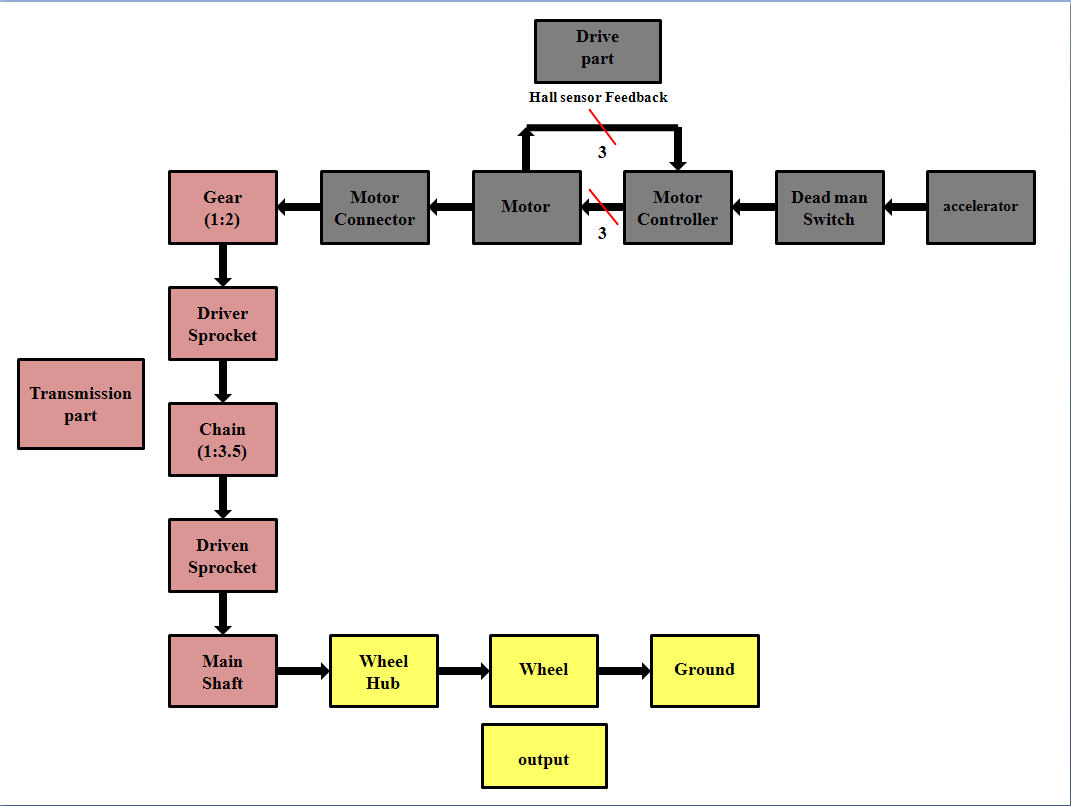 Drive
part
Hall sensor Feedback
3
Gear
(1:2)
Motor
Connector
Motor
3
Motor
Controller
Dead man
Switch
accelerator
Driver
Sprocket
Transmission
part
Chain
(1:3.5)
Driven
Sprocket
Main
Shaft
Wheel
Hub
Wheel
Ground
output